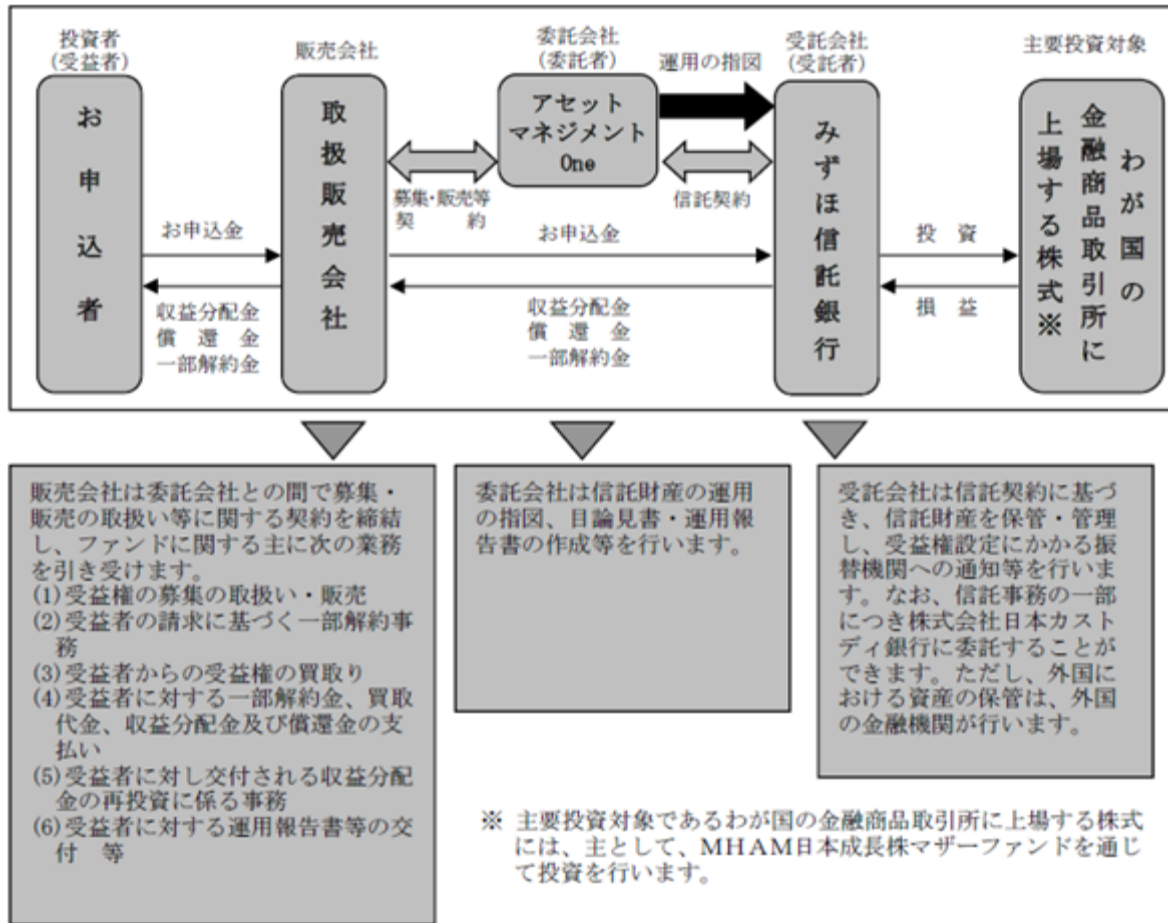 投資者
(受益者)
販売会社
委託会社
(委託者)
運用の指図
受託会社
(受託者)
主要投資対象
お申込者
取扱販売会社
アセット
マネジメント
One
みずほ信託銀行
わが国の
金融商品取引所に
上場する株式※
募集・販売等
契　　約
信託契約
お申込金
お申込金
投　資
収益分配金
償　還　金
一部解約金
収益分配金
償　還　金
一部解約金
損　益
販売会社は委託会社との間で募集・
販売の取扱い等に関する契約を締結
し、ファンドに関する主に次の業務
を引き受けます。
(1)受益権の募集の取扱い・販売
(2)受益者の請求に基づく一部解約事
務
(3)受益者からの受益権の買取り
(4)受益者に対する一部解約金、買取
代金、収益分配金及び償還金の支
払い
(5)受益者に対し交付される収益分配
金の再投資に係る事務
(6)受益者に対する運用報告書等の交
付　等
委託会社は信託財産の運用
の指図、目論見書・運用報
告書の作成等を行います。
受託会社は信託契約に基づ
き、信託財産を保管・管理
し、受益権設定にかかる振
替機関への通知等を行いま
す。なお、信託事務の一部
につき株式会社日本カスト
ディ銀行に委託することが
できます。ただし、外国に
おける資産の保管は、外国
の金融機関が行います。
※ 主要投資対象であるわが国の金融商品取引所に上場する株式
には、主として、MHAM日本成長株マザーファンドを通じ
て投資を行います。